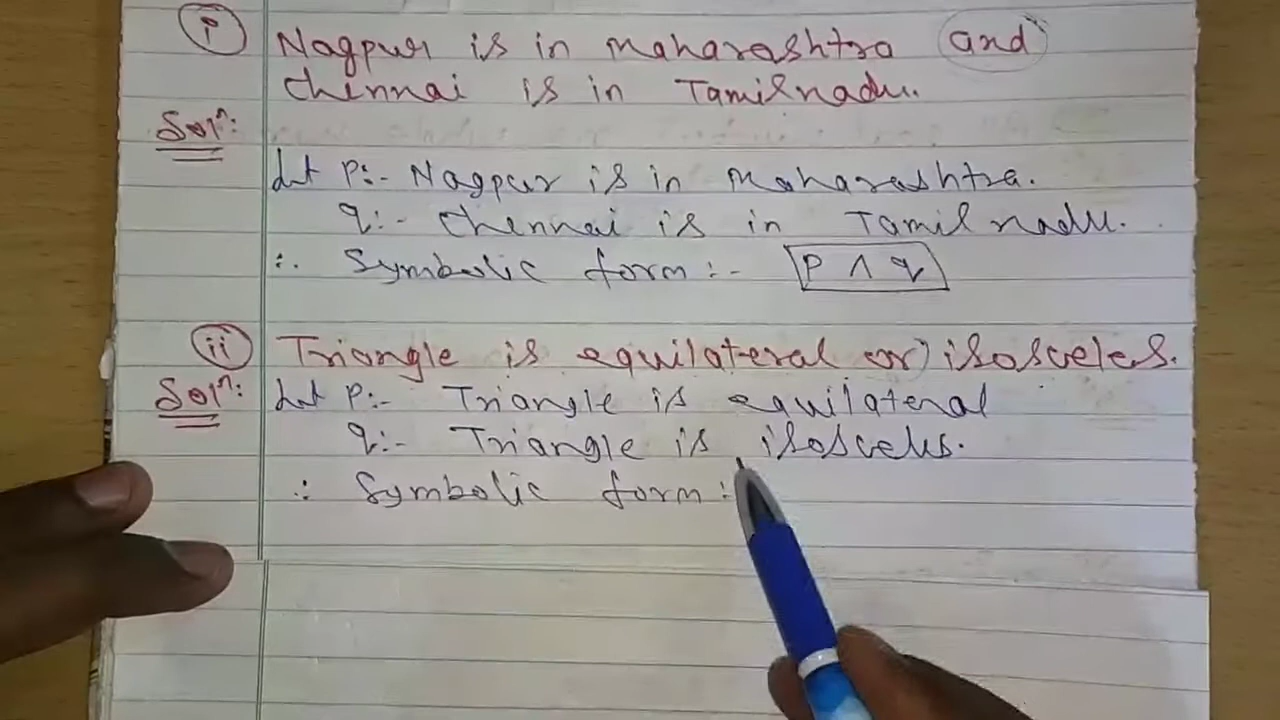 i Nagpur is in Maharashtra and
Chennai is in Tamilnadu.
Solⁿ:
Let P:- Nagpur is in Maharashtra.
q:- Chennai is in Tamilnadu.
∴ Symbolic form:- P ∧ q
ii Triangle is equilateral or isosceles.
Solⁿ: Let P:- Triangle is equilateral
q:- Triangle is isosceles.
∴ Symbolic form: